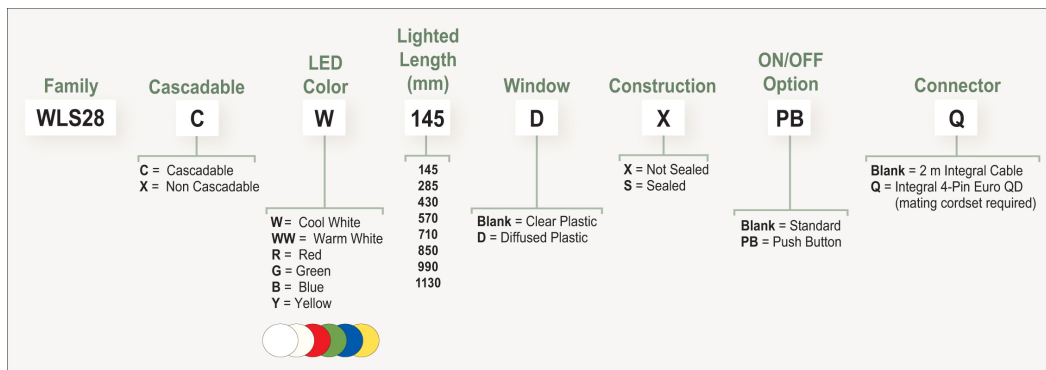 Family
WLS28
Cascadable
C
C = Cascadable
X = Non Cascadable
LED
Color
W
W = Cool White
WW = Warm White
R = Red
G = Green
B = Blue
Y = Yellow
Lighted
Length
(mm)
145
145
285
430
570
710
850
990
1130
Window
D
Blank = Clear Plastic
D = Diffused Plastic
Construction
X
X = Not Sealed
S = Sealed
ON/OFF
Option
PB
Blank = Standard
PB = Push Button
Connector
Q
Blank = 2 m Integral Cable
Q = Integral 4-Pin Euro QD
(mating cordset required)